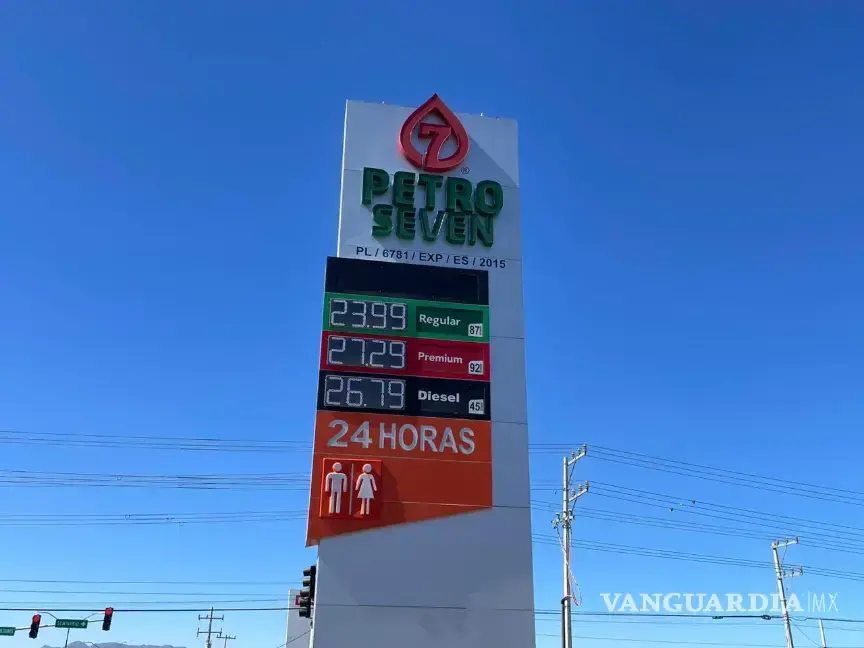 7
®
PETRO
SEVEN
PL / 6781 / EXP / ES / 2015
23.99 Regular 87
27.29 Premium 92
26.79 Diesel 45
24 HORAS
VANGUARDIA|MX